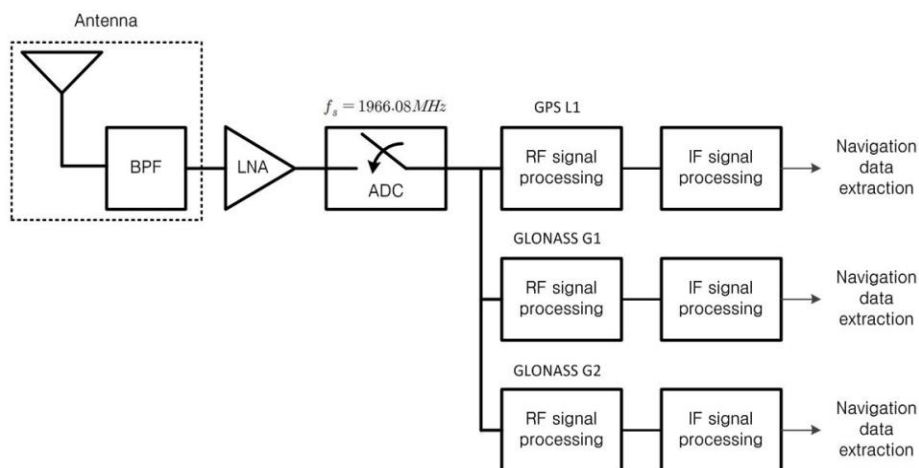 Antenna
BPF
LNA
f_s = 1966.08MHz
ADC
GPS L1
RF signal
processing
IF signal
processing
Navigation
data
extraction
GLONASS G1
RF signal
processing
IF signal
processing
Navigation
data
extraction
GLONASS G2
RF signal
processing
IF signal
processing
Navigation
data
extraction